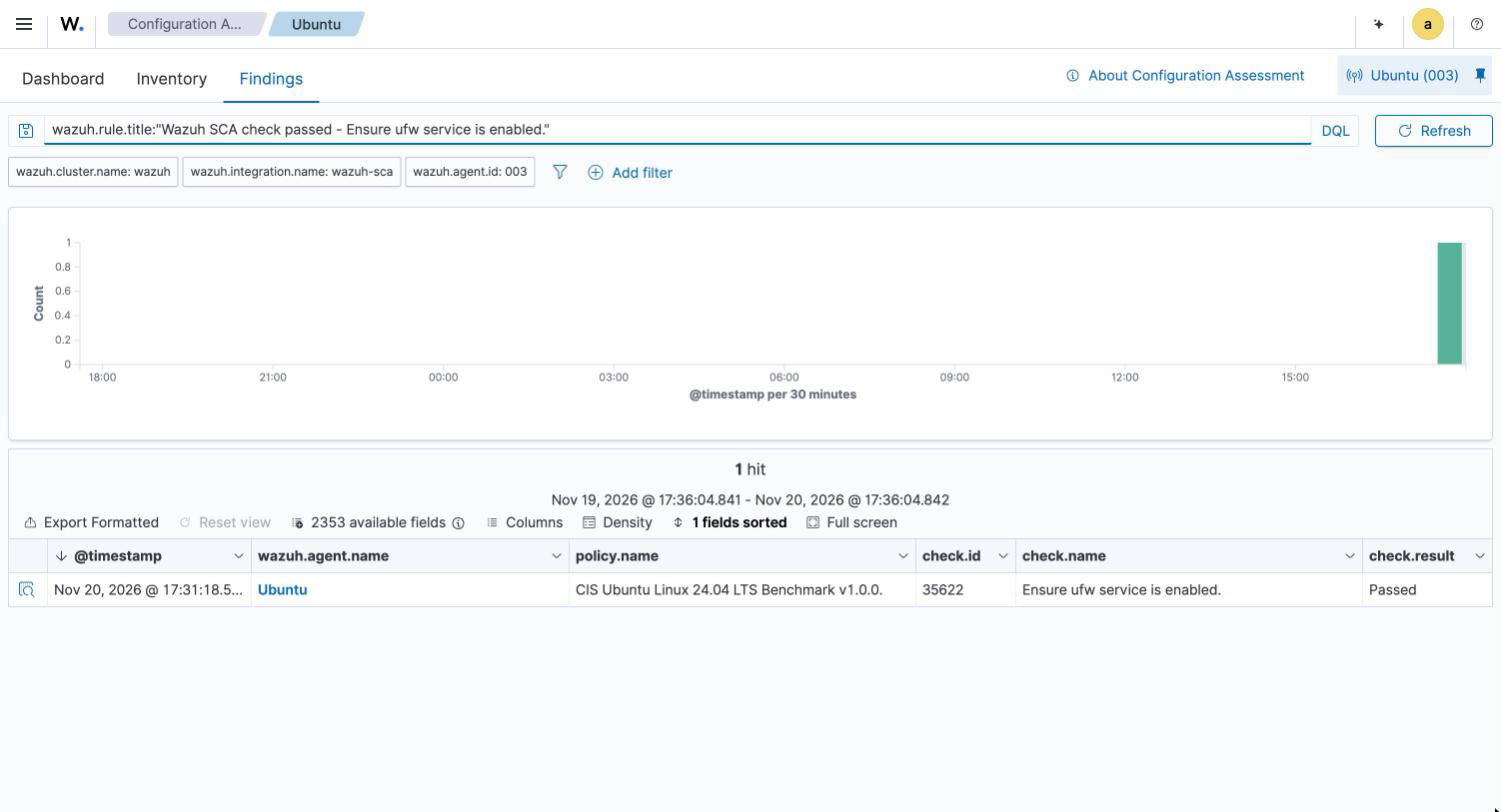 W. Configuration A... Ubuntu a
Dashboard Inventory Findings About Configuration Assessment Ubuntu (003)
wazuh.rule.title:"Wazuh SCA check passed - Ensure ufw service is enabled." DQL Refresh
wazuh.cluster.name: wazuh wazuh.integration.name: wazuh-sca wazuh.agent.id: 003 Add filter
1
0.8
0.6
0.4
0.2
0
Count
18:00 21:00 00:00 03:00 06:00 09:00 12:00 15:00
@timestamp per 30 minutes
1 hit
Nov 19, 2026 @ 17:36:04.841 - Nov 20, 2026 @ 17:36:04.842
Export Formatted Reset view 2353 available fields Columns Density 1 fields sorted Full screen
@timestamp wazuh.agent.name policy.name check.id check.name check.result
Nov 20, 2026 @ 17:31:18.5... Ubuntu CIS Ubuntu Linux 24.04 LTS Benchmark v1.0.0. 35622 Ensure ufw service is enabled. Passed